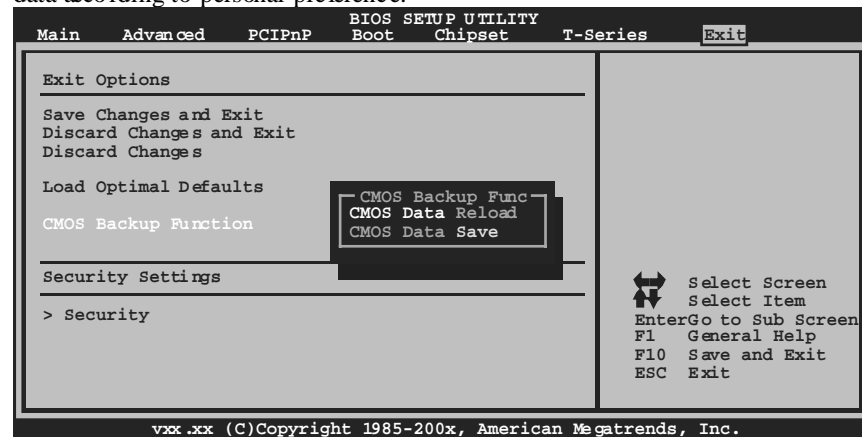 BIOS SETUP UTILITY
Main Advanced PCIPnP Boot Chipset T-Series Exit
Exit Options
Save Changes and Exit
Discard Changes and Exit
Discard Changes
Load Optimal Defaults
CMOS Backup Function
CMOS Backup Func
CMOS Data Reload
CMOS Data Save
Security Settings
> Security
Select Screen
Select Item
EnterGo to Sub Screen
F1 General Help
F10 Save and Exit
ESC Exit
vxx.xx (C)Copyright 1985-200x, American Megatrends, Inc.